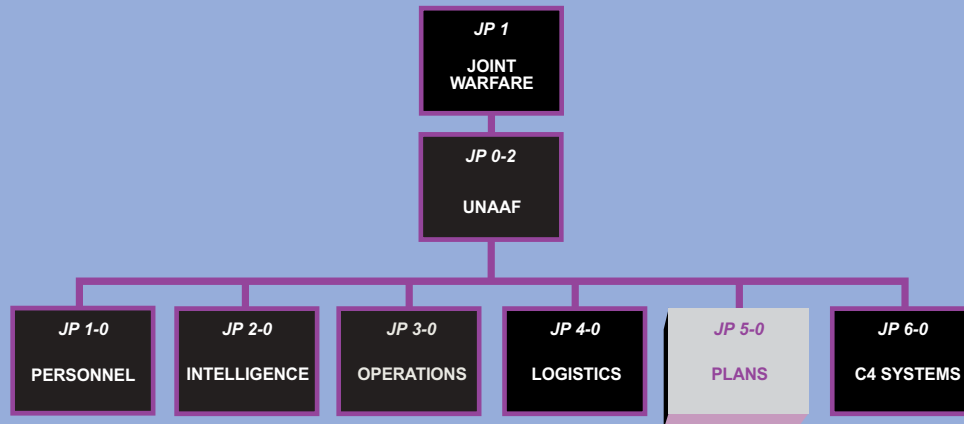 JP 1
JOINT
WARFARE
JP 0-2
UNAAF
JP 1-0
PERSONNEL
JP 2-0
INTELLIGENCE
JP 3-0
OPERATIONS
JP 4-0
LOGISTICS
JP 5-0
PLANS
JP 6-0
C4 SYSTEMS